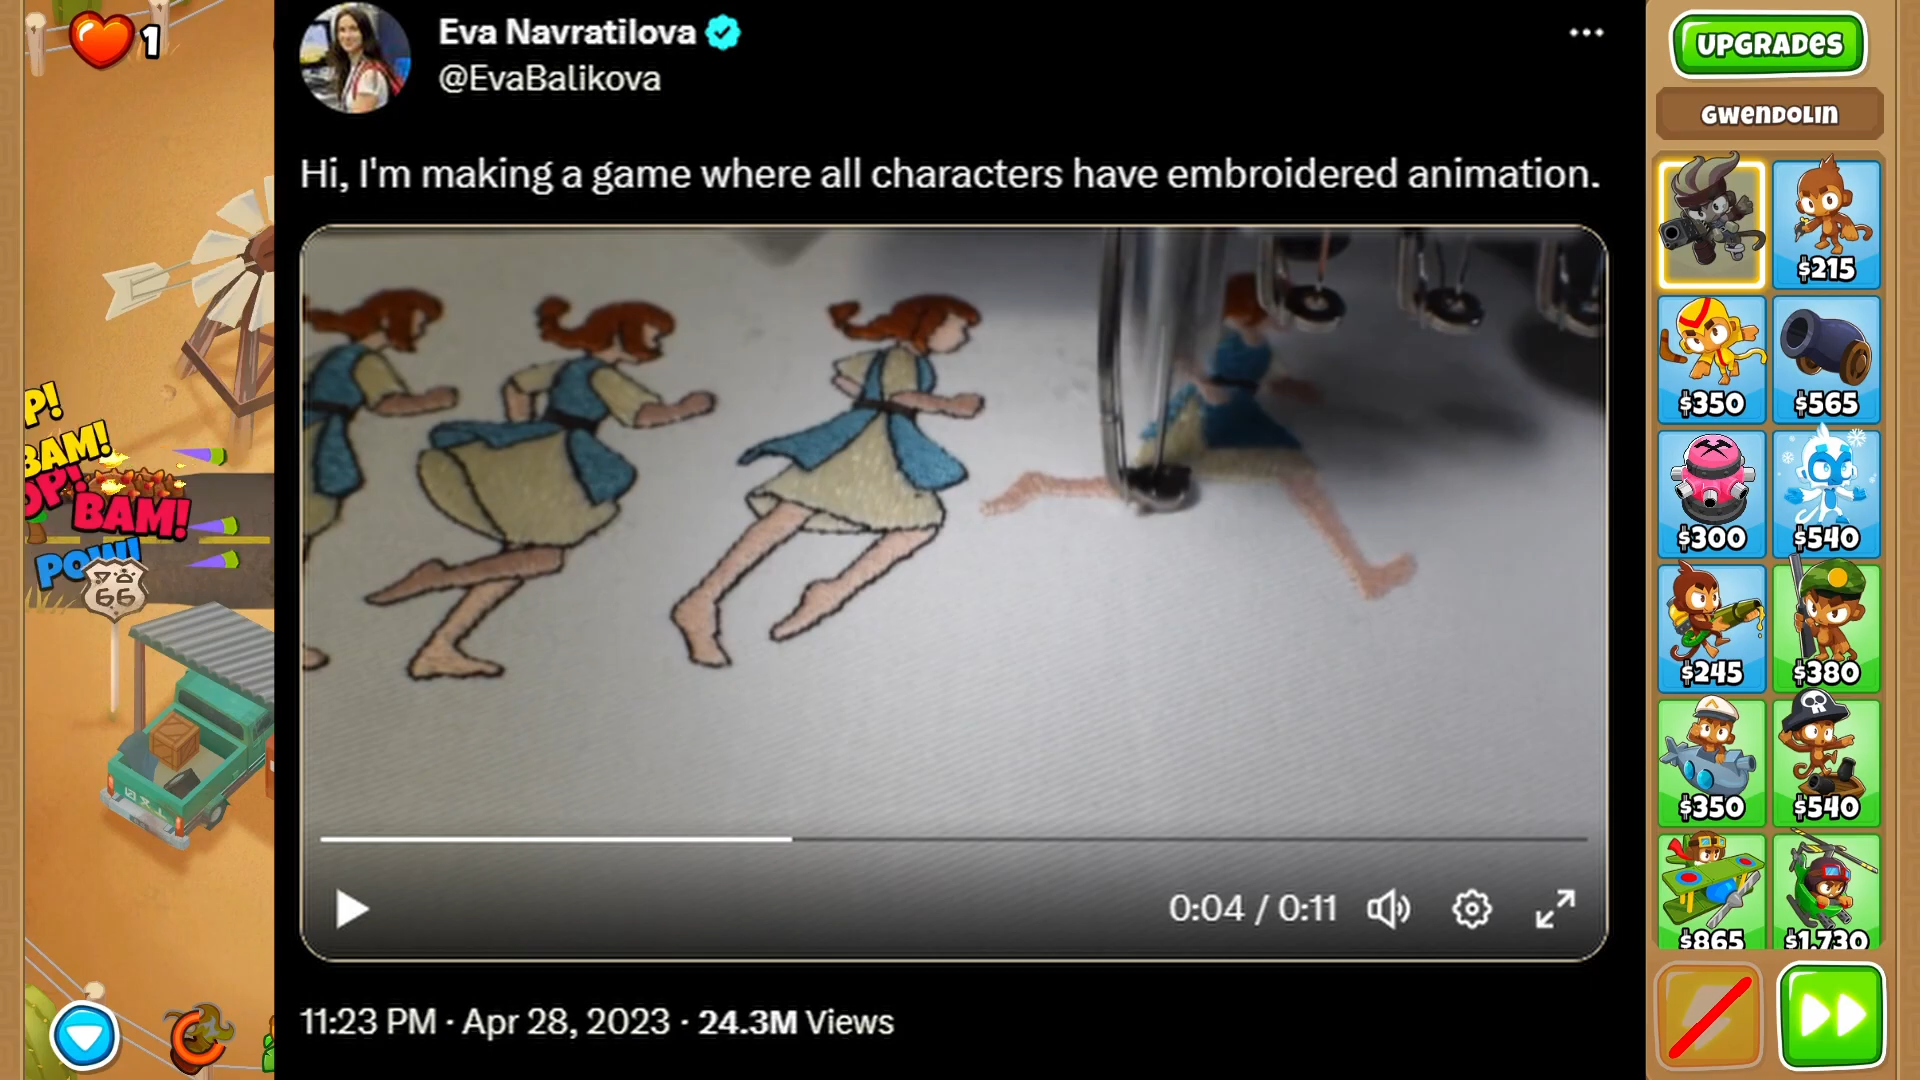 1
Eva Navratilova
@EvaBalikova
Hi, I'm making a game where all characters have embroidered animation.
0:04 / 0:11
11:23 PM · Apr 28, 2023 · 24.3M Views
P!
BAM!
OP!
BAM!
POW!
66
UPGRADES
GWENDOLIN
$215
$350
$565
$300
$540
$245
$380
$350
$540
$865
$1,730